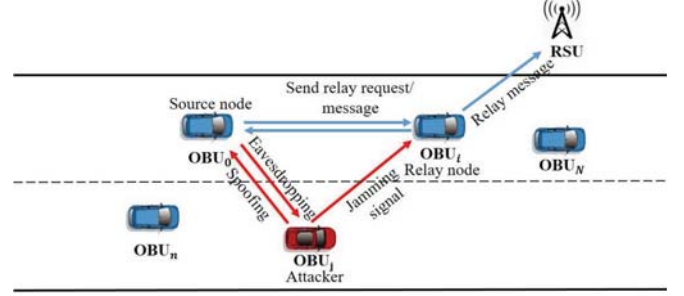 RSU
Relay message
Send relay request/
message
Source node
OBU0
OBUi
Relay node
OBUN
Eavesdropping
Spoofing
Jamming
signal
OBUn
OBUj
Attacker